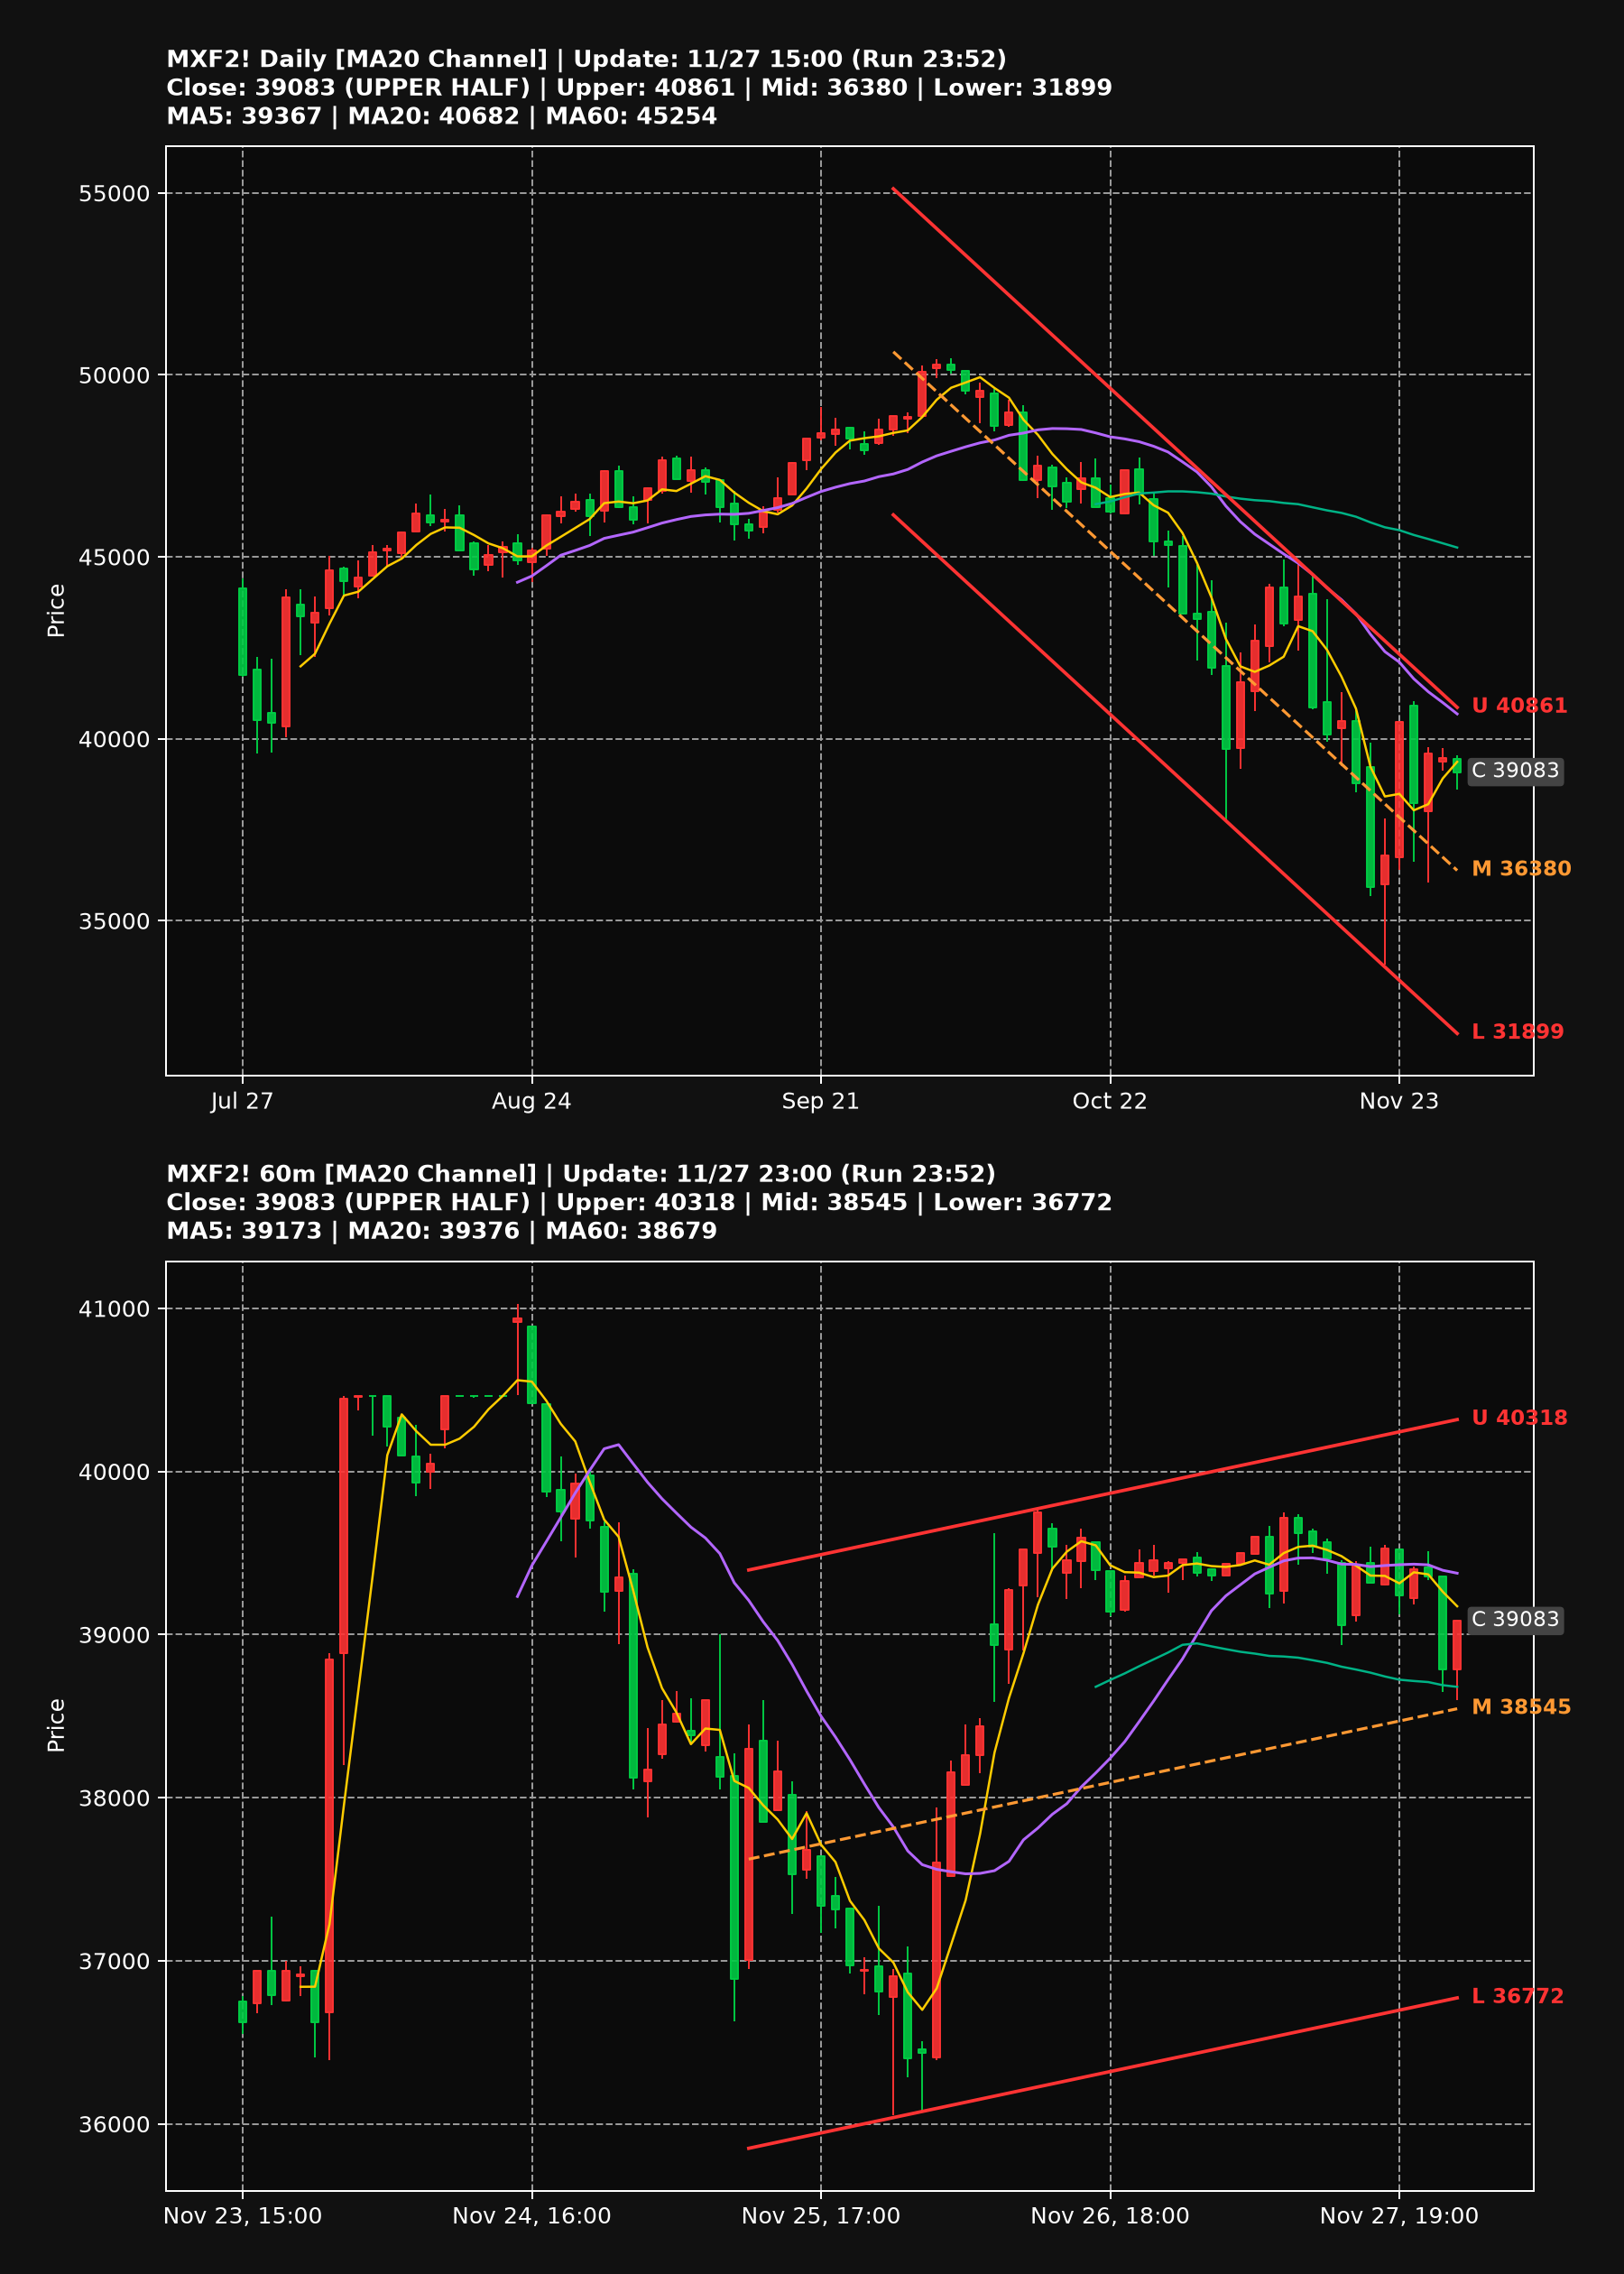 MXF2! Daily [MA20 Channel] | Update: 11/27 15:00 (Run 23:52)
Close: 39083 (UPPER HALF) | Upper: 40861 | Mid: 36380 | Lower: 31899
MA5: 39367 | MA20: 40682 | MA60: 45254
55000
50000
45000
40000
35000
Price
U 40861
C 39083
M 36380
L 31899
Jul 27
Aug 24
Sep 21
Oct 22
Nov 23
MXF2! 60m [MA20 Channel] | Update: 11/27 23:00 (Run 23:52)
Close: 39083 (UPPER HALF) | Upper: 40318 | Mid: 38545 | Lower: 36772
MA5: 39173 | MA20: 39376 | MA60: 38679
41000
40000
39000
38000
37000
36000
Price
U 40318
C 39083
M 38545
L 36772
Nov 23, 15:00
Nov 24, 16:00
Nov 25, 17:00
Nov 26, 18:00
Nov 27, 19:00